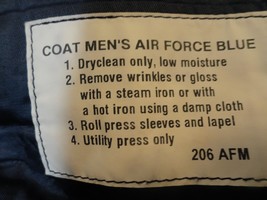 COAT MEN'S AIR FORCE BLUE
1. Dryclean only, low moisture
2. Remove wrinkles or gloss
with a steam iron or with
a hot iron using a damp cloth
3. Roll press sleeves and lapel
4. Utility press only
206 AFM